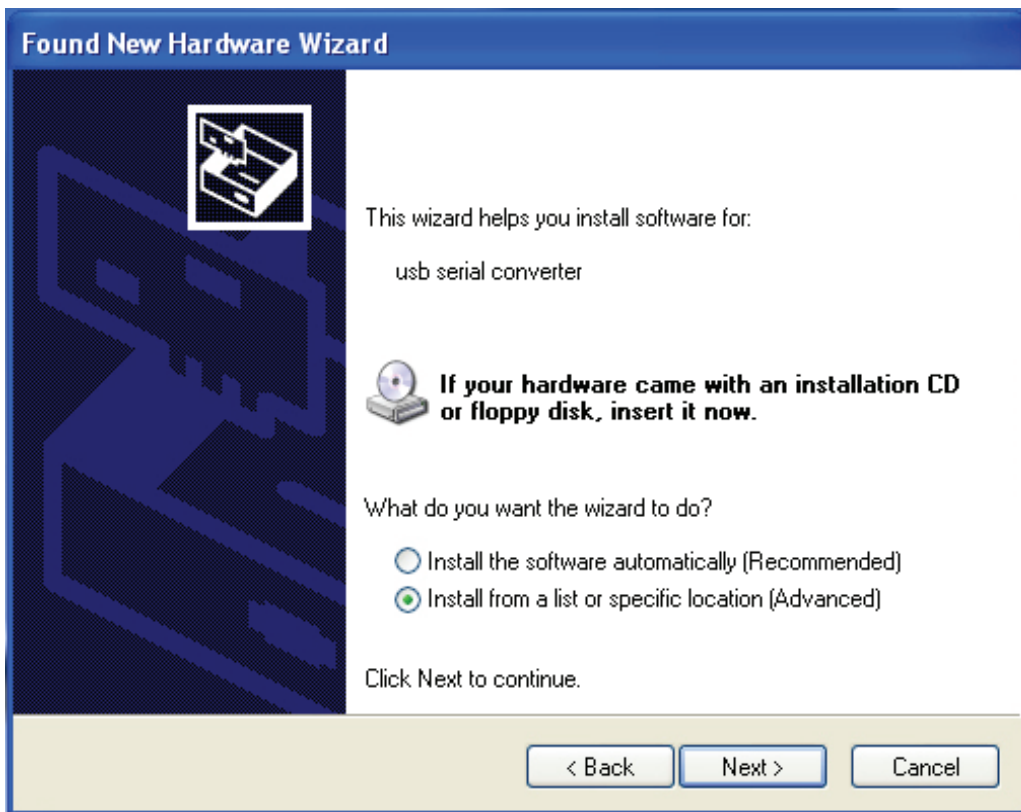 Found New Hardware Wizard
This wizard helps you install software for:
usb serial converter
If your hardware came with an installation CD
or floppy disk, insert it now.
What do you want the wizard to do?
Install the software automatically (Recommended)
Install from a list or specific location (Advanced)
Click Next to continue.
< Back Next > Cancel